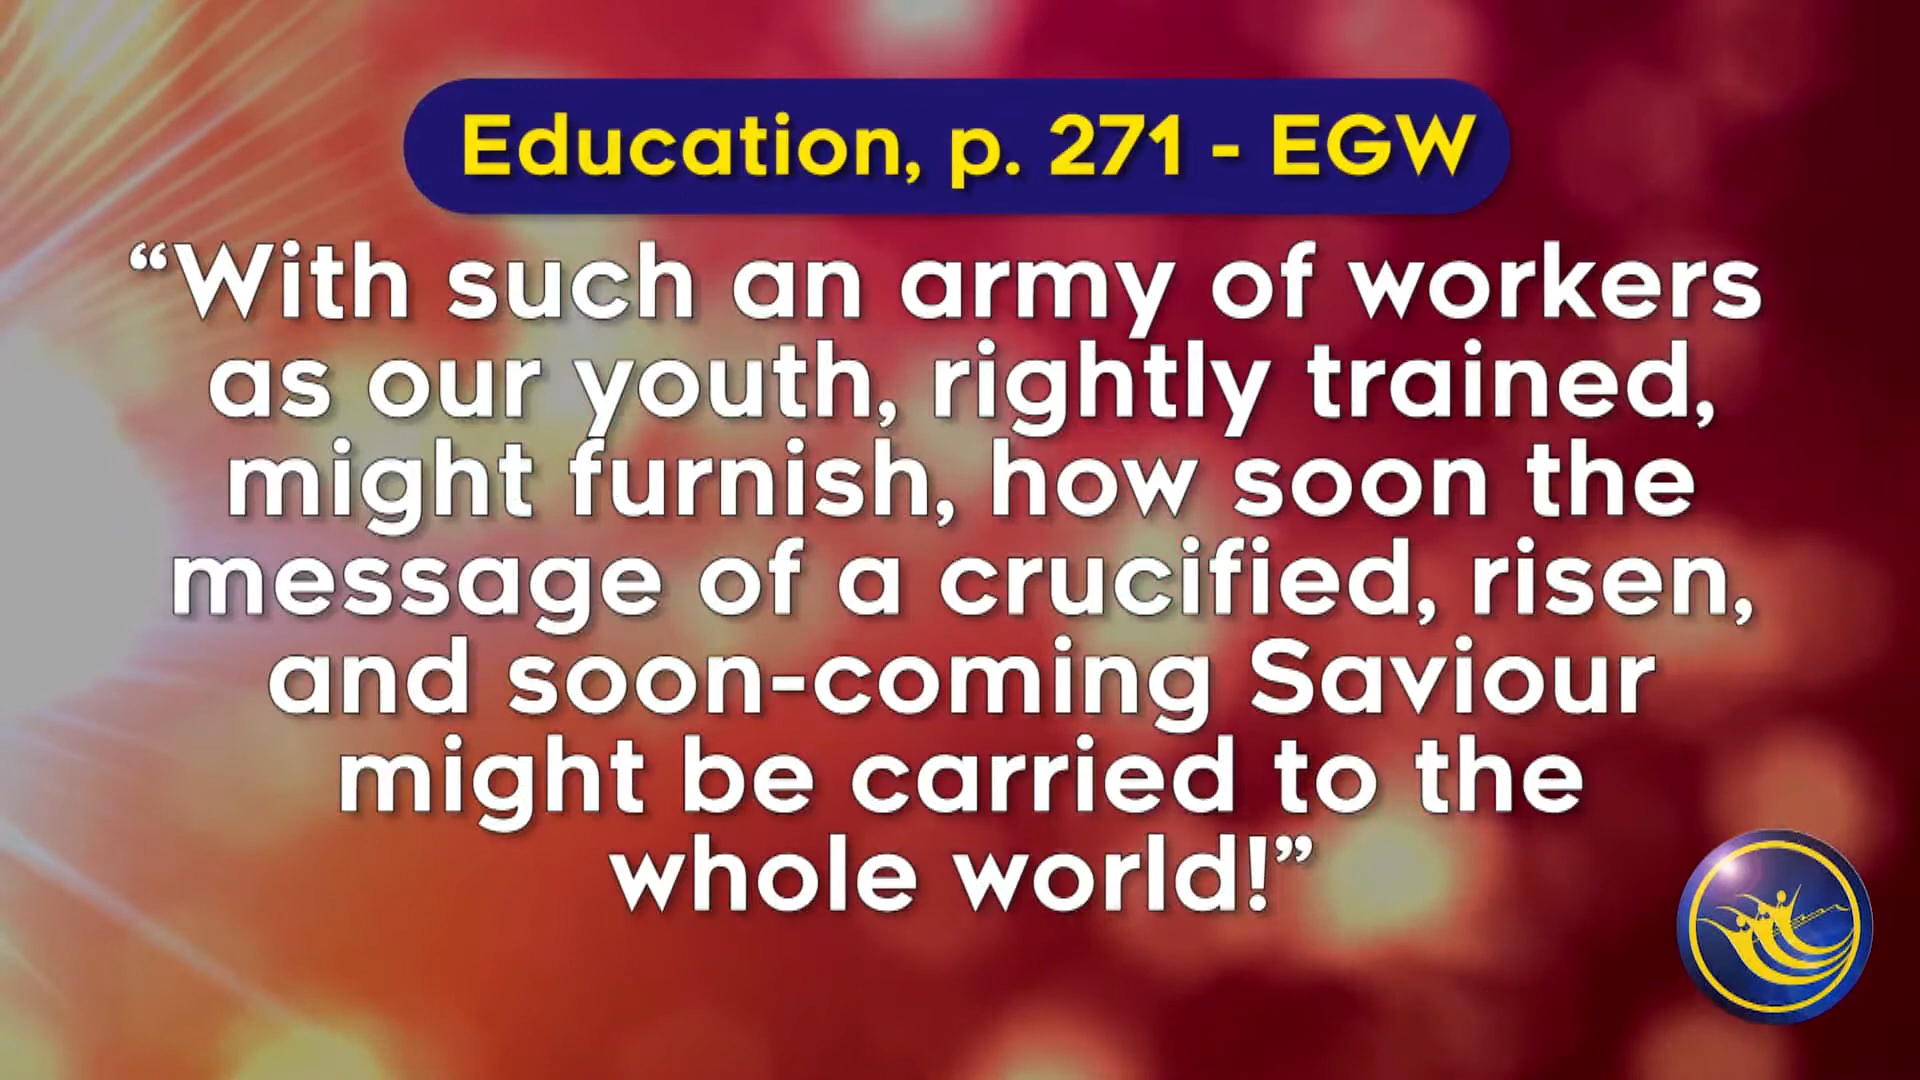 Education, p. 271 - EGW
“With such an army of workers
as our youth, rightly trained,
might furnish, how soon the
message of a crucified, risen,
and soon-coming Saviour
might be carried to the
whole world!”